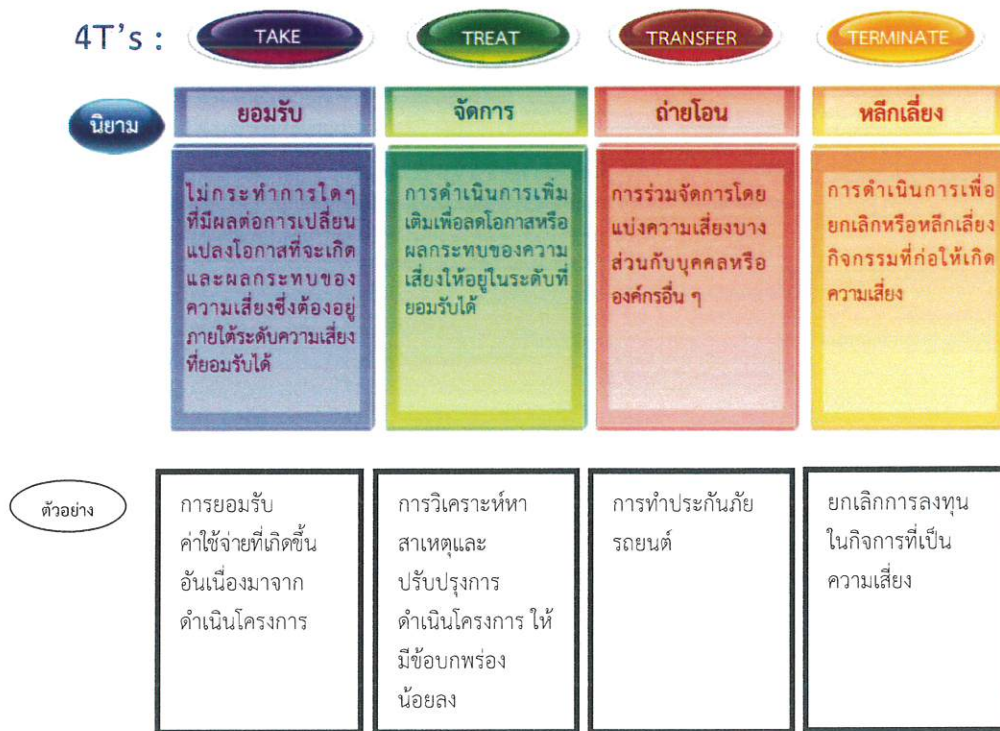 4T's :
TAKE
TREAT
TRANSFER
TERMINATE
นิยาม
ยอมรับ
จัดการ
ถ่ายโอน
หลีกเลี่ยง
ไม่กระทำการใดๆ
ที่มีผลต่อการเปลี่ยน
แปลงโอกาสที่จะเกิด
และผลกระทบของ
ความเสี่ยงซึ่งต้องอยู่
ภายใต้ระดับความเสี่ยง
ที่ยอมรับได้
การดำเนินการเพิ่ม
เติมเพื่อลดโอกาสหรือ
ผลกระทบของความ
เสี่ยงให้อยู่ในระดับที่
ยอมรับได้
การร่วมจัดการโดย
แบ่งความเสี่ยงบาง
ส่วนกับบุคคลหรือ
องค์กรอื่น ๆ
การดำเนินการเพื่อ
ยกเลิกหรือหลีกเลี่ยง
กิจกรรมที่ก่อให้เกิด
ความเสี่ยง
ตัวอย่าง
การยอมรับ
ค่าใช้จ่ายที่เกิดขึ้น
อันเนื่องมาจาก
ดำเนินโครงการ
การวิเคราะห์หา
สาเหตุและ
ปรับปรุงการ
ดำเนินโครงการ ให้
มีข้อบกพร่อง
น้อยลง
การทำประกันภัย
รถยนต์
ยกเลิกการลงทุน
ในกิจการที่เป็น
ความเสี่ยง